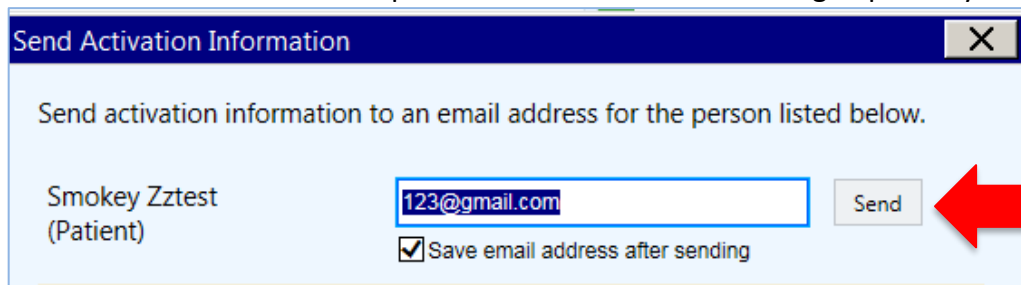 Send Activation Information
Send activation information to an email address for the person listed below.
Smokey Zztest
(Patient)
123@gmail.com
Send
Save email address after sending